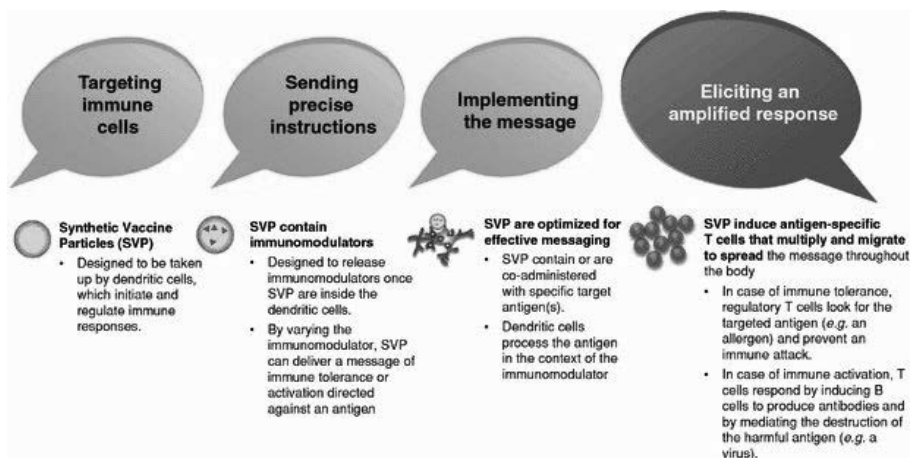 Targeting
immune
cells
Sending
precise
instructions
Implementing
the message
Eliciting an
amplified response
Synthetic Vaccine
Particles (SVP)
• Designed to be taken
up by dendritic cells,
which initiate and
regulate immune
responses.
SVP contain
immunomodulators
• Designed to release
immunomodulators once
SVP are inside the
dendritic cells.
• By varying the
immunomodulator, SVP
can deliver a message of
immune tolerance or
activation directed
against an antigen
SVP are optimized for
effective messaging
• SVP contain or are
co-administered
with specific target
antigen(s).
• Dendritic cells
process the antigen
in the context of the
immunomodulator
SVP induce antigen-specific
T cells that multiply and migrate
to spread the message throughout
the body
• In case of immune tolerance,
regulatory T cells look for the
targeted antigen (e.g. an
allergen) and prevent an
immune attack.
• In case of immune activation, T
cells respond by inducing B
cells to produce antibodies and
by mediating the destruction of
the harmful antigen (e.g. a
virus).